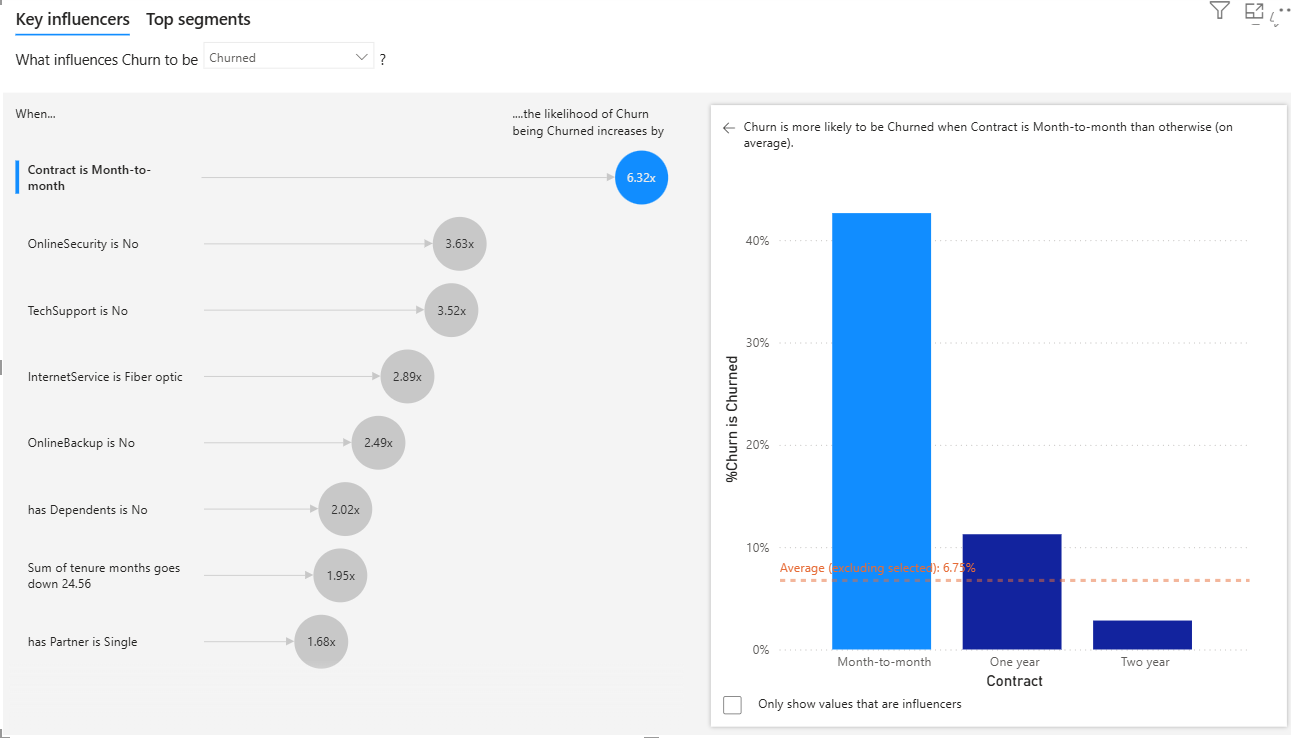 Key influencers Top segments
What influences Churn to be Churned ?
When...
....the likelihood of Churn
being Churned increases by
Contract is Month-to-
month
6.32x
OnlineSecurity is No
3.63x
TechSupport is No
3.52x
InternetService is Fiber optic
2.89x
OnlineBackup is No
2.49x
has Dependents is No
2.02x
Sum of tenure months goes
down 24.56
1.95x
has Partner is Single
1.68x
Churn is more likely to be Churned when Contract is Month-to-month than otherwise (on
average).
%Churn is Churned
40%
30%
20%
10%
Average (excluding selected): 6.75%
0%
Month-to-month One year Two year
Contract
Only show values that are influencers